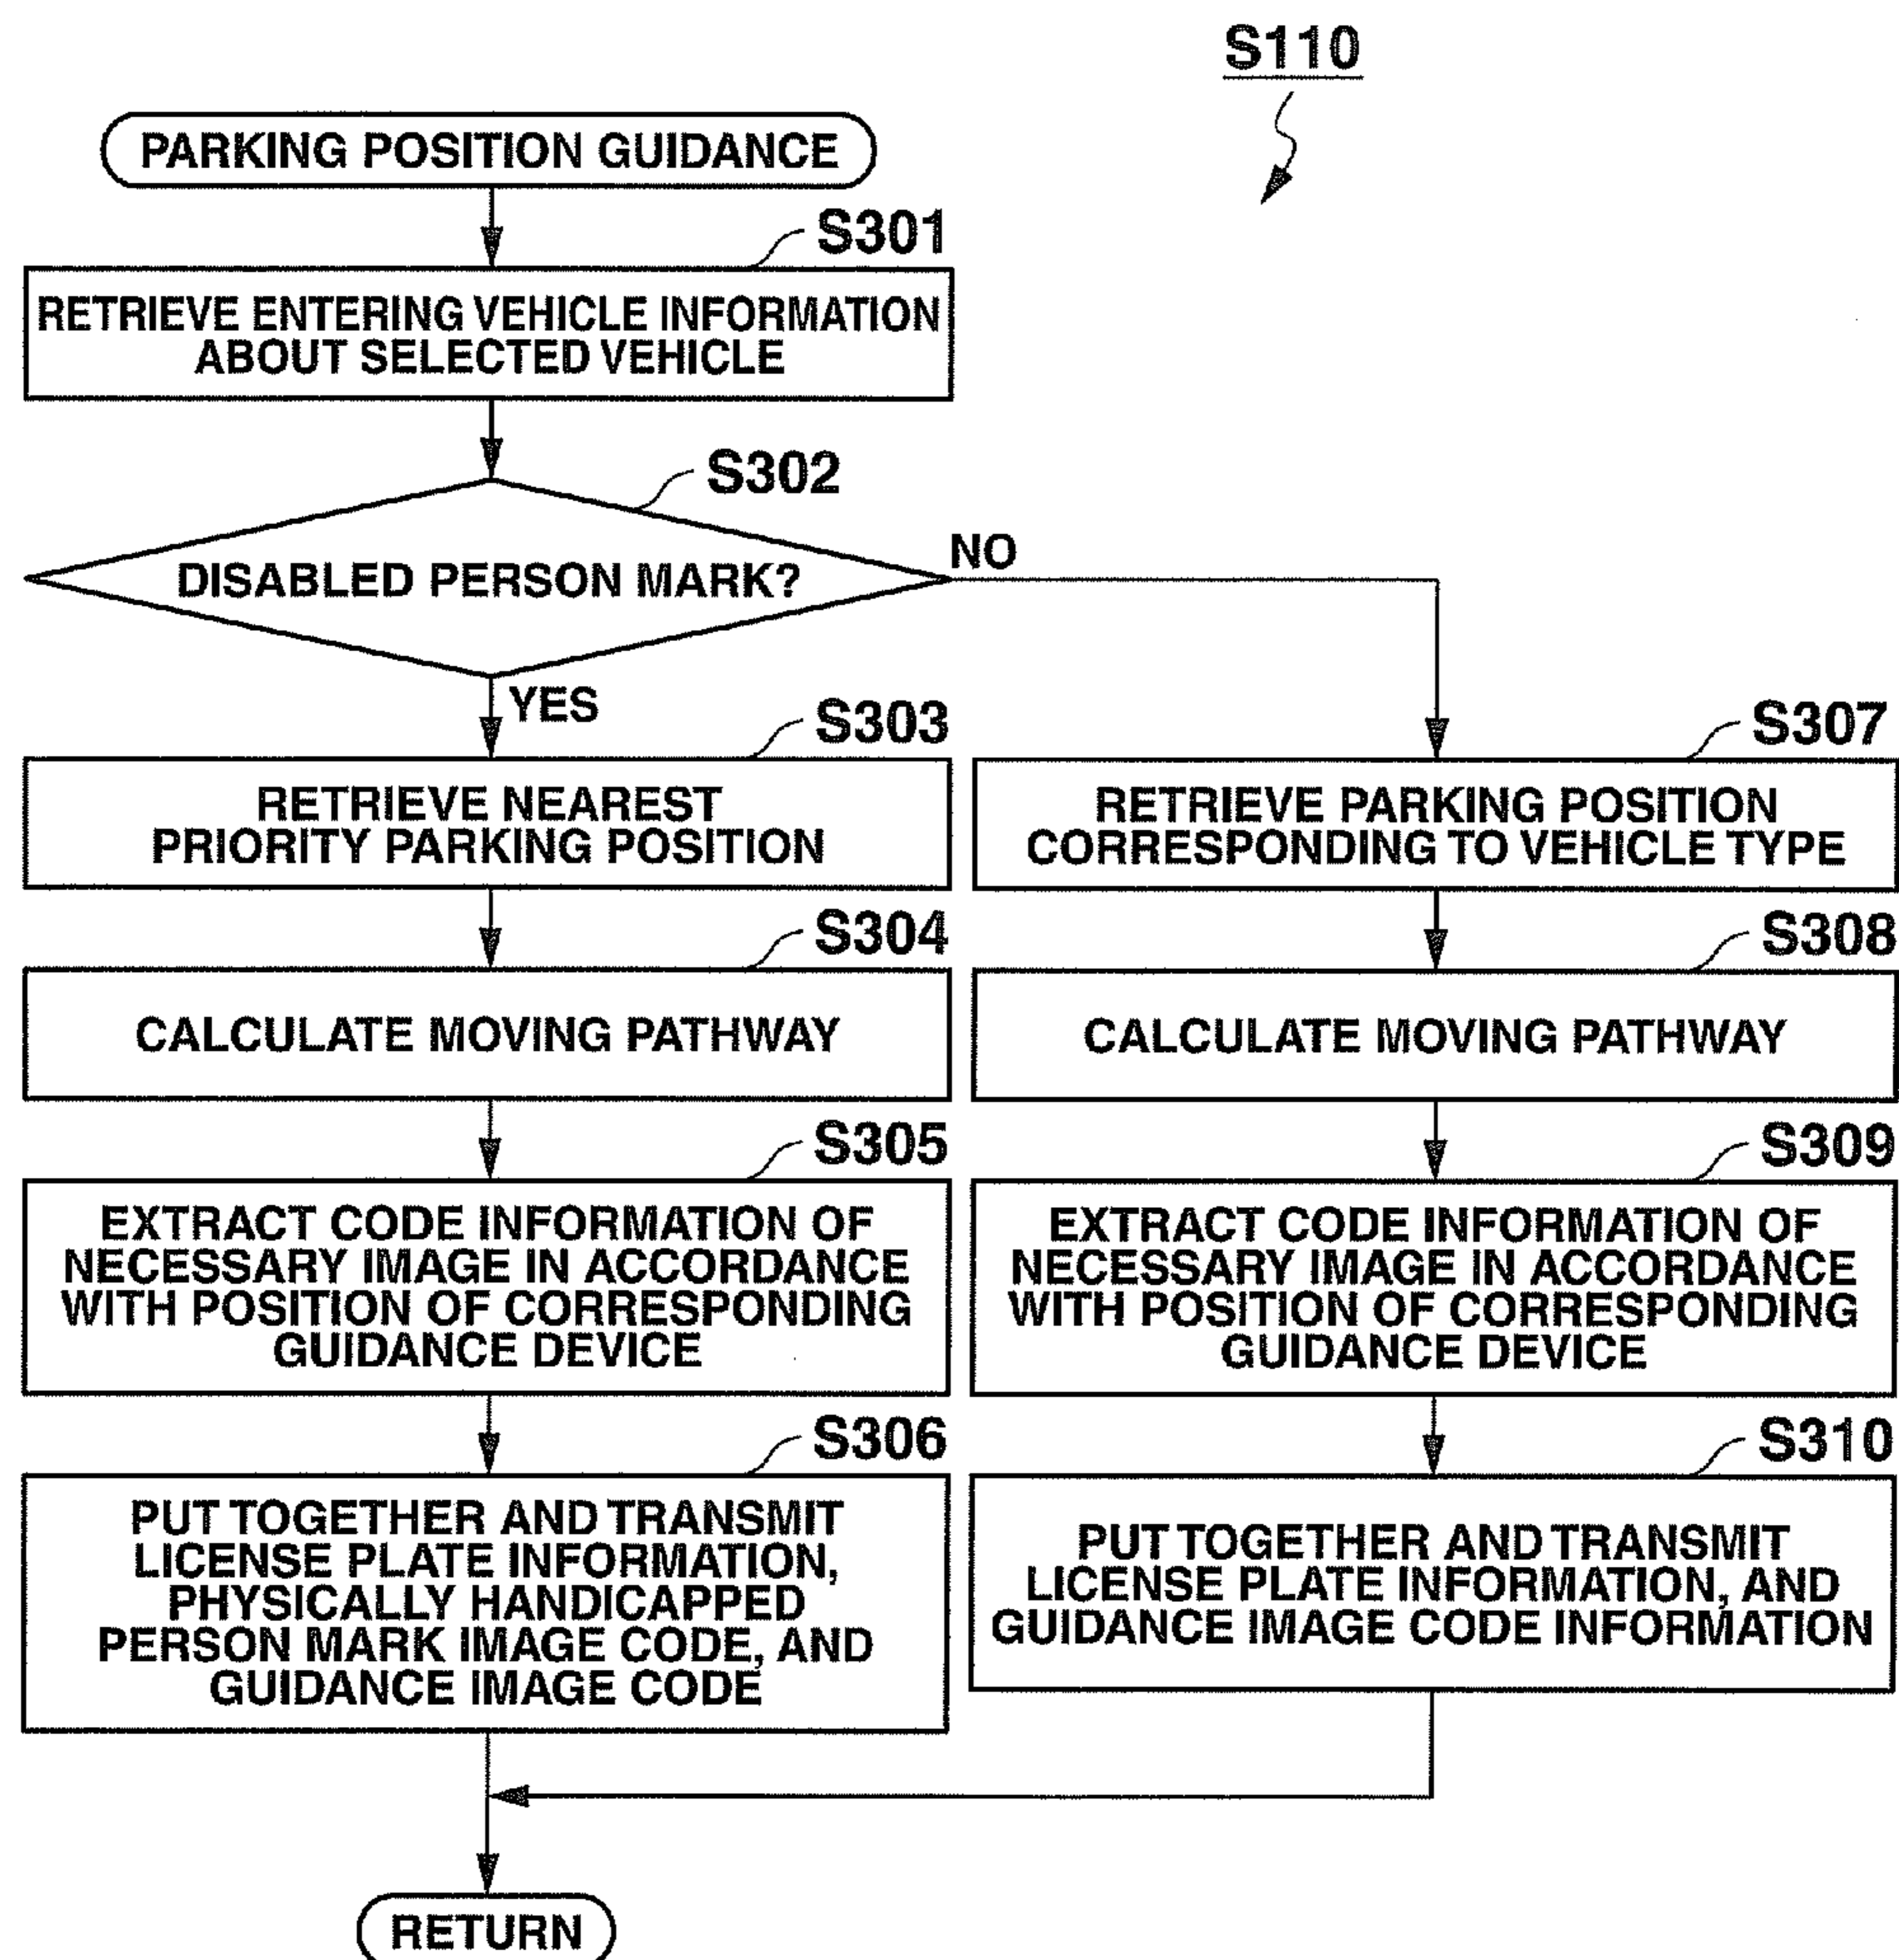 S110
PARKING POSITION GUIDANCE
S301
RETRIEVE ENTERING VEHICLE INFORMATION
ABOUT SELECTED VEHICLE
S302
DISABLED PERSON MARK?
NO
YES
S303
RETRIEVE NEAREST
PRIORITY PARKING POSITION
S304
CALCULATE MOVING PATHWAY
S305
EXTRACT CODE INFORMATION OF
NECESSARY IMAGE IN ACCORDANCE
WITH POSITION OF CORRESPONDING
GUIDANCE DEVICE
S306
PUT TOGETHER AND TRANSMIT
LICENSE PLATE INFORMATION,
PHYSICALLY HANDICAPPED
PERSON MARK IMAGE CODE, AND
GUIDANCE IMAGE CODE
S307
RETRIEVE PARKING POSITION
CORRESPONDING TO VEHICLE TYPE
S308
CALCULATE MOVING PATHWAY
S309
EXTRACT CODE INFORMATION OF
NECESSARY IMAGE IN ACCORDANCE
WITH POSITION OF CORRESPONDING
GUIDANCE DEVICE
S310
PUT TOGETHER AND TRANSMIT
LICENSE PLATE INFORMATION, AND
GUIDANCE IMAGE CODE INFORMATION
RETURN